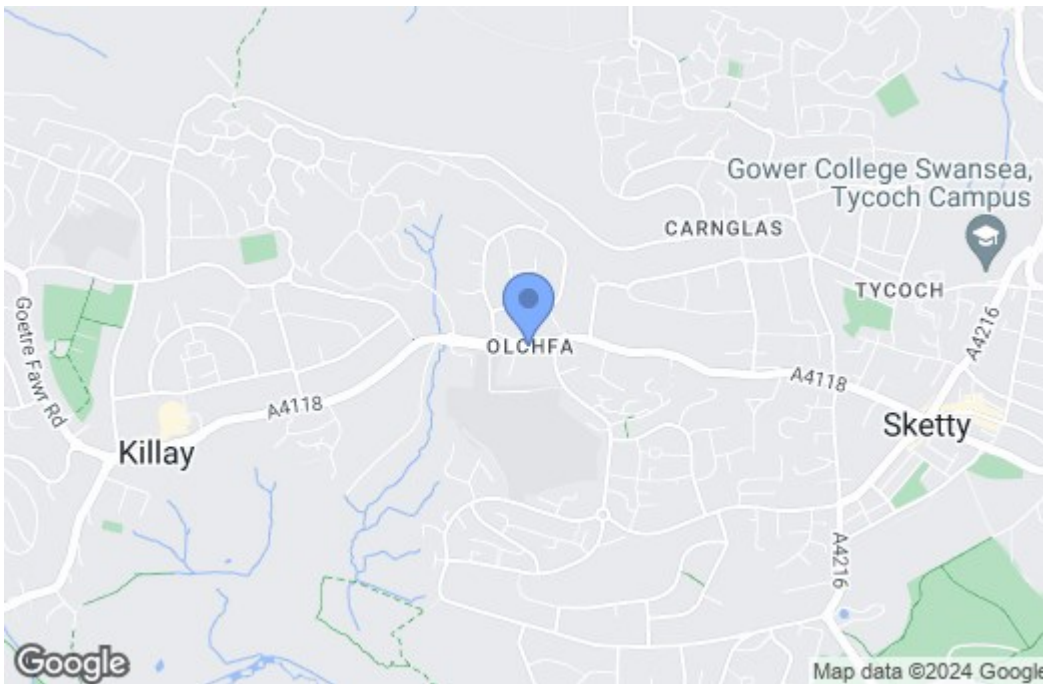 Gower College Swansea,
Tycoch Campus
CARNGLAS
TYCOCH
A4216
Goetre Fawr Rd
OLCHFA
A4118
A4118
Killay
Sketty
A4216
Google
Map data ©2024 Google